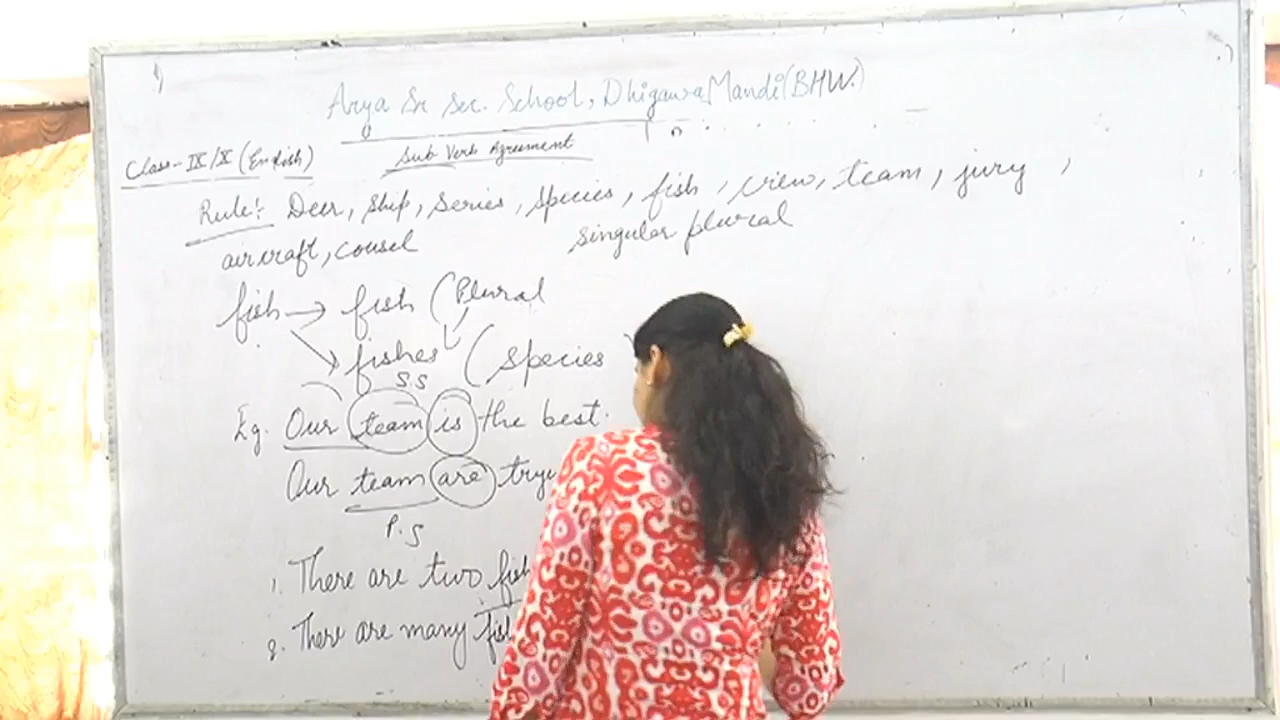 Arya Sr Sec. School, Dhigawa Mandi (BHW.)
Class-IX/X (English)
Sub Verb Agreement
Rule: Deer, Ship, Series, Species, fish, crew, team, jury,
aircraft, cousel
singular plural
fish → fish (Plural
fishes (Species
S S
Eg. Our team is the best.
Our team are
P.S
1. There are two fish
2. There are many